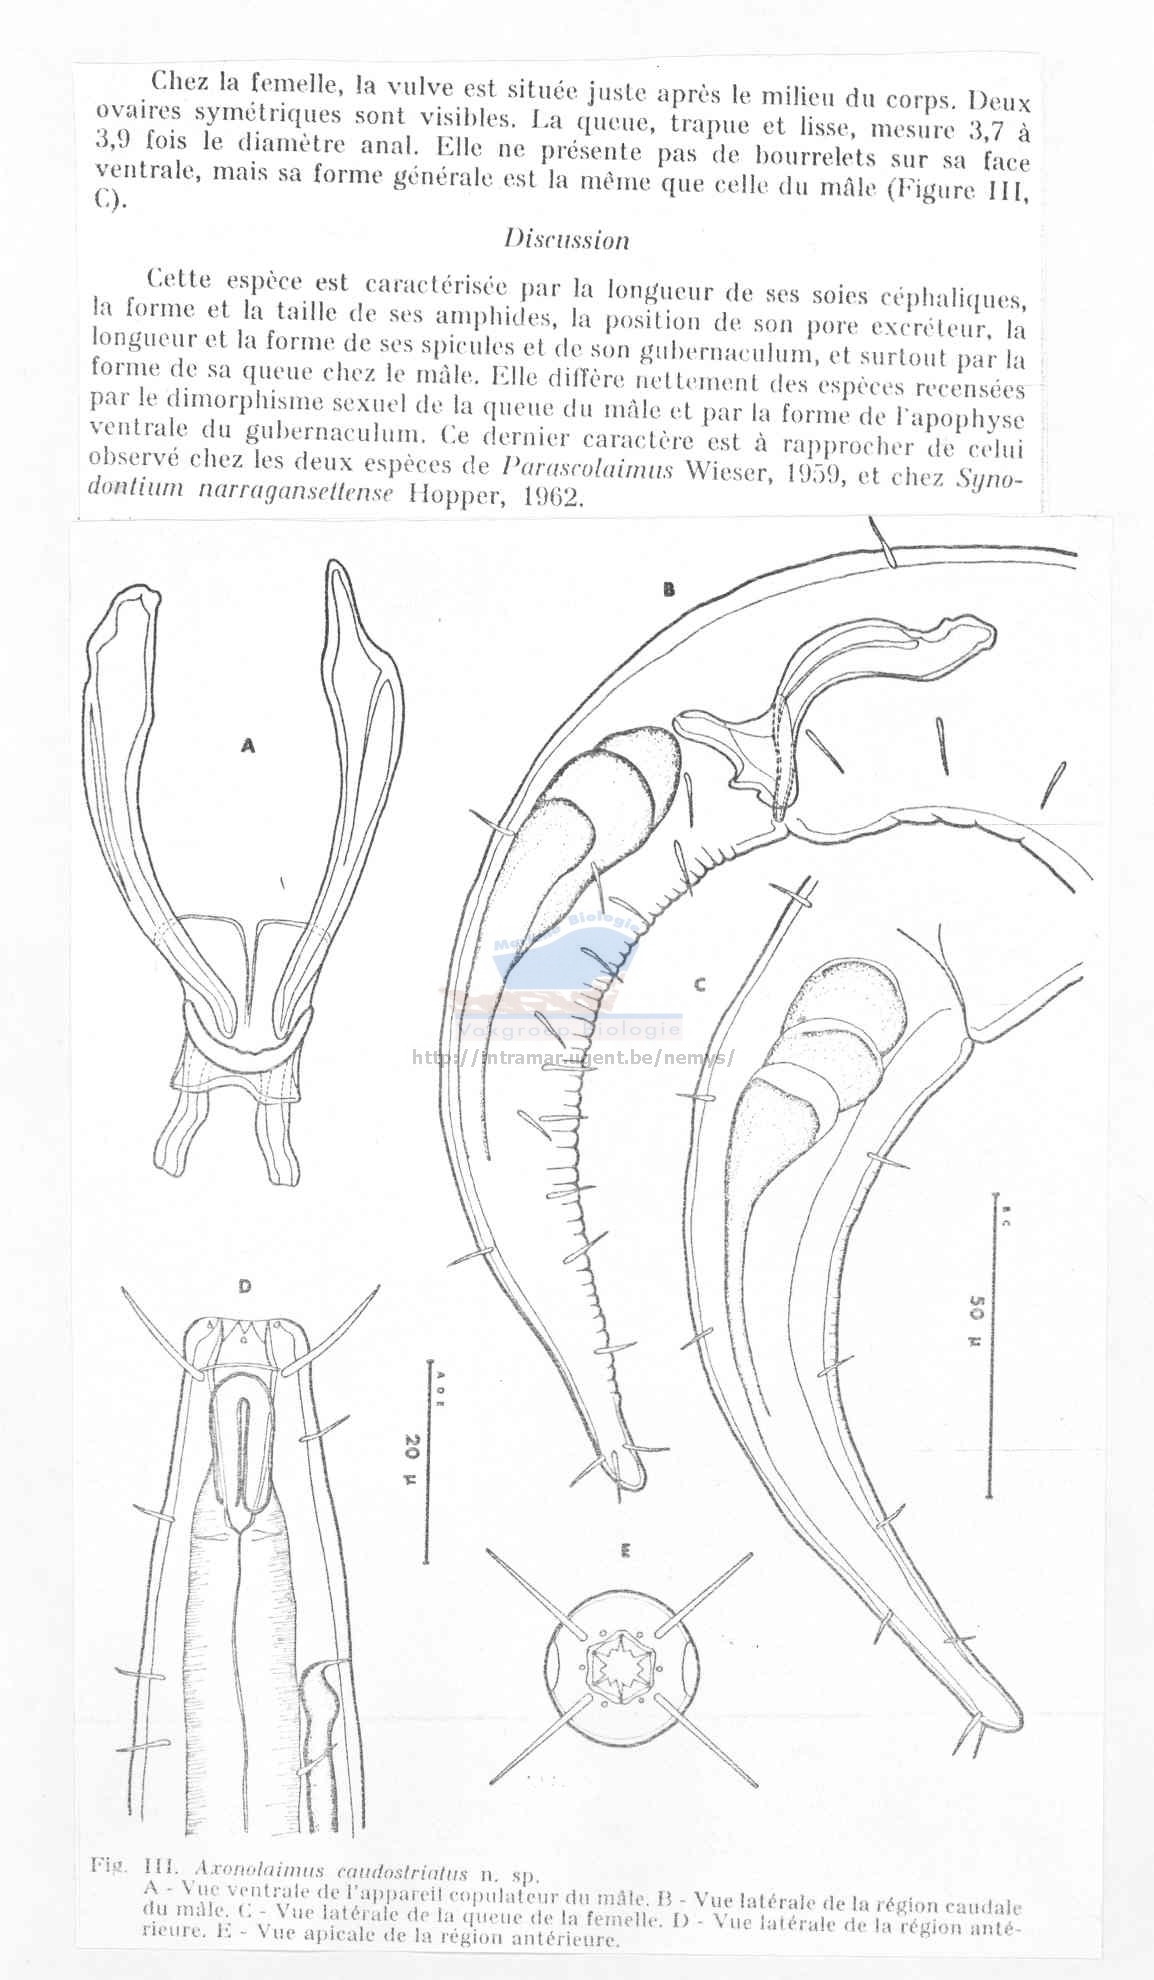 Chez la femelle, la vulve est située juste après le milieu du corps. Deux
ovaires symétriques sont visibles. La queue, trapue et lisse, mesure 3,7 à
3,9 fois le diamètre anal. Elle ne présente pas de bourrelets sur sa face
ventrale, mais sa forme générale est la même que celle du mâle (Figure III,
C).
Discussion
Cette espèce est caractérisée par la longueur de ses soies céphaliques,
la forme et la taille de ses amphides, la position de son pore excréteur, la
longueur et la forme de ses spicules et de son gubernaculum, et surtout par la
forme de sa queue chez le mâle. Elle diffère nettement des espèces recensées
par le dimorphisme sexuel de la queue du mâle et par la forme de l'apophyse
ventrale du gubernaculum. Ce dernier caractère est à rapprocher de celui
observé chez les deux espèces de Parascolaimus Wieser, 1959, et chez Syno-
dontium narragansettense Hopper, 1962.
B
A
C
Marine Biologie
Vakgroep biologie
http://intramar.ugent.be/nemys/
B C
50 µ
D
A D E
20 µ
E
Fig. III. Axonolaimus caudostriatus n. sp.
A - Vue ventrale de l'appareil copulateur du mâle. B - Vue latérale de la région caudale
du mâle. C - Vue latérale de la queue de la femelle. D - Vue latérale de la région anté-
rieure. E - Vue apicale de la région antérieure.